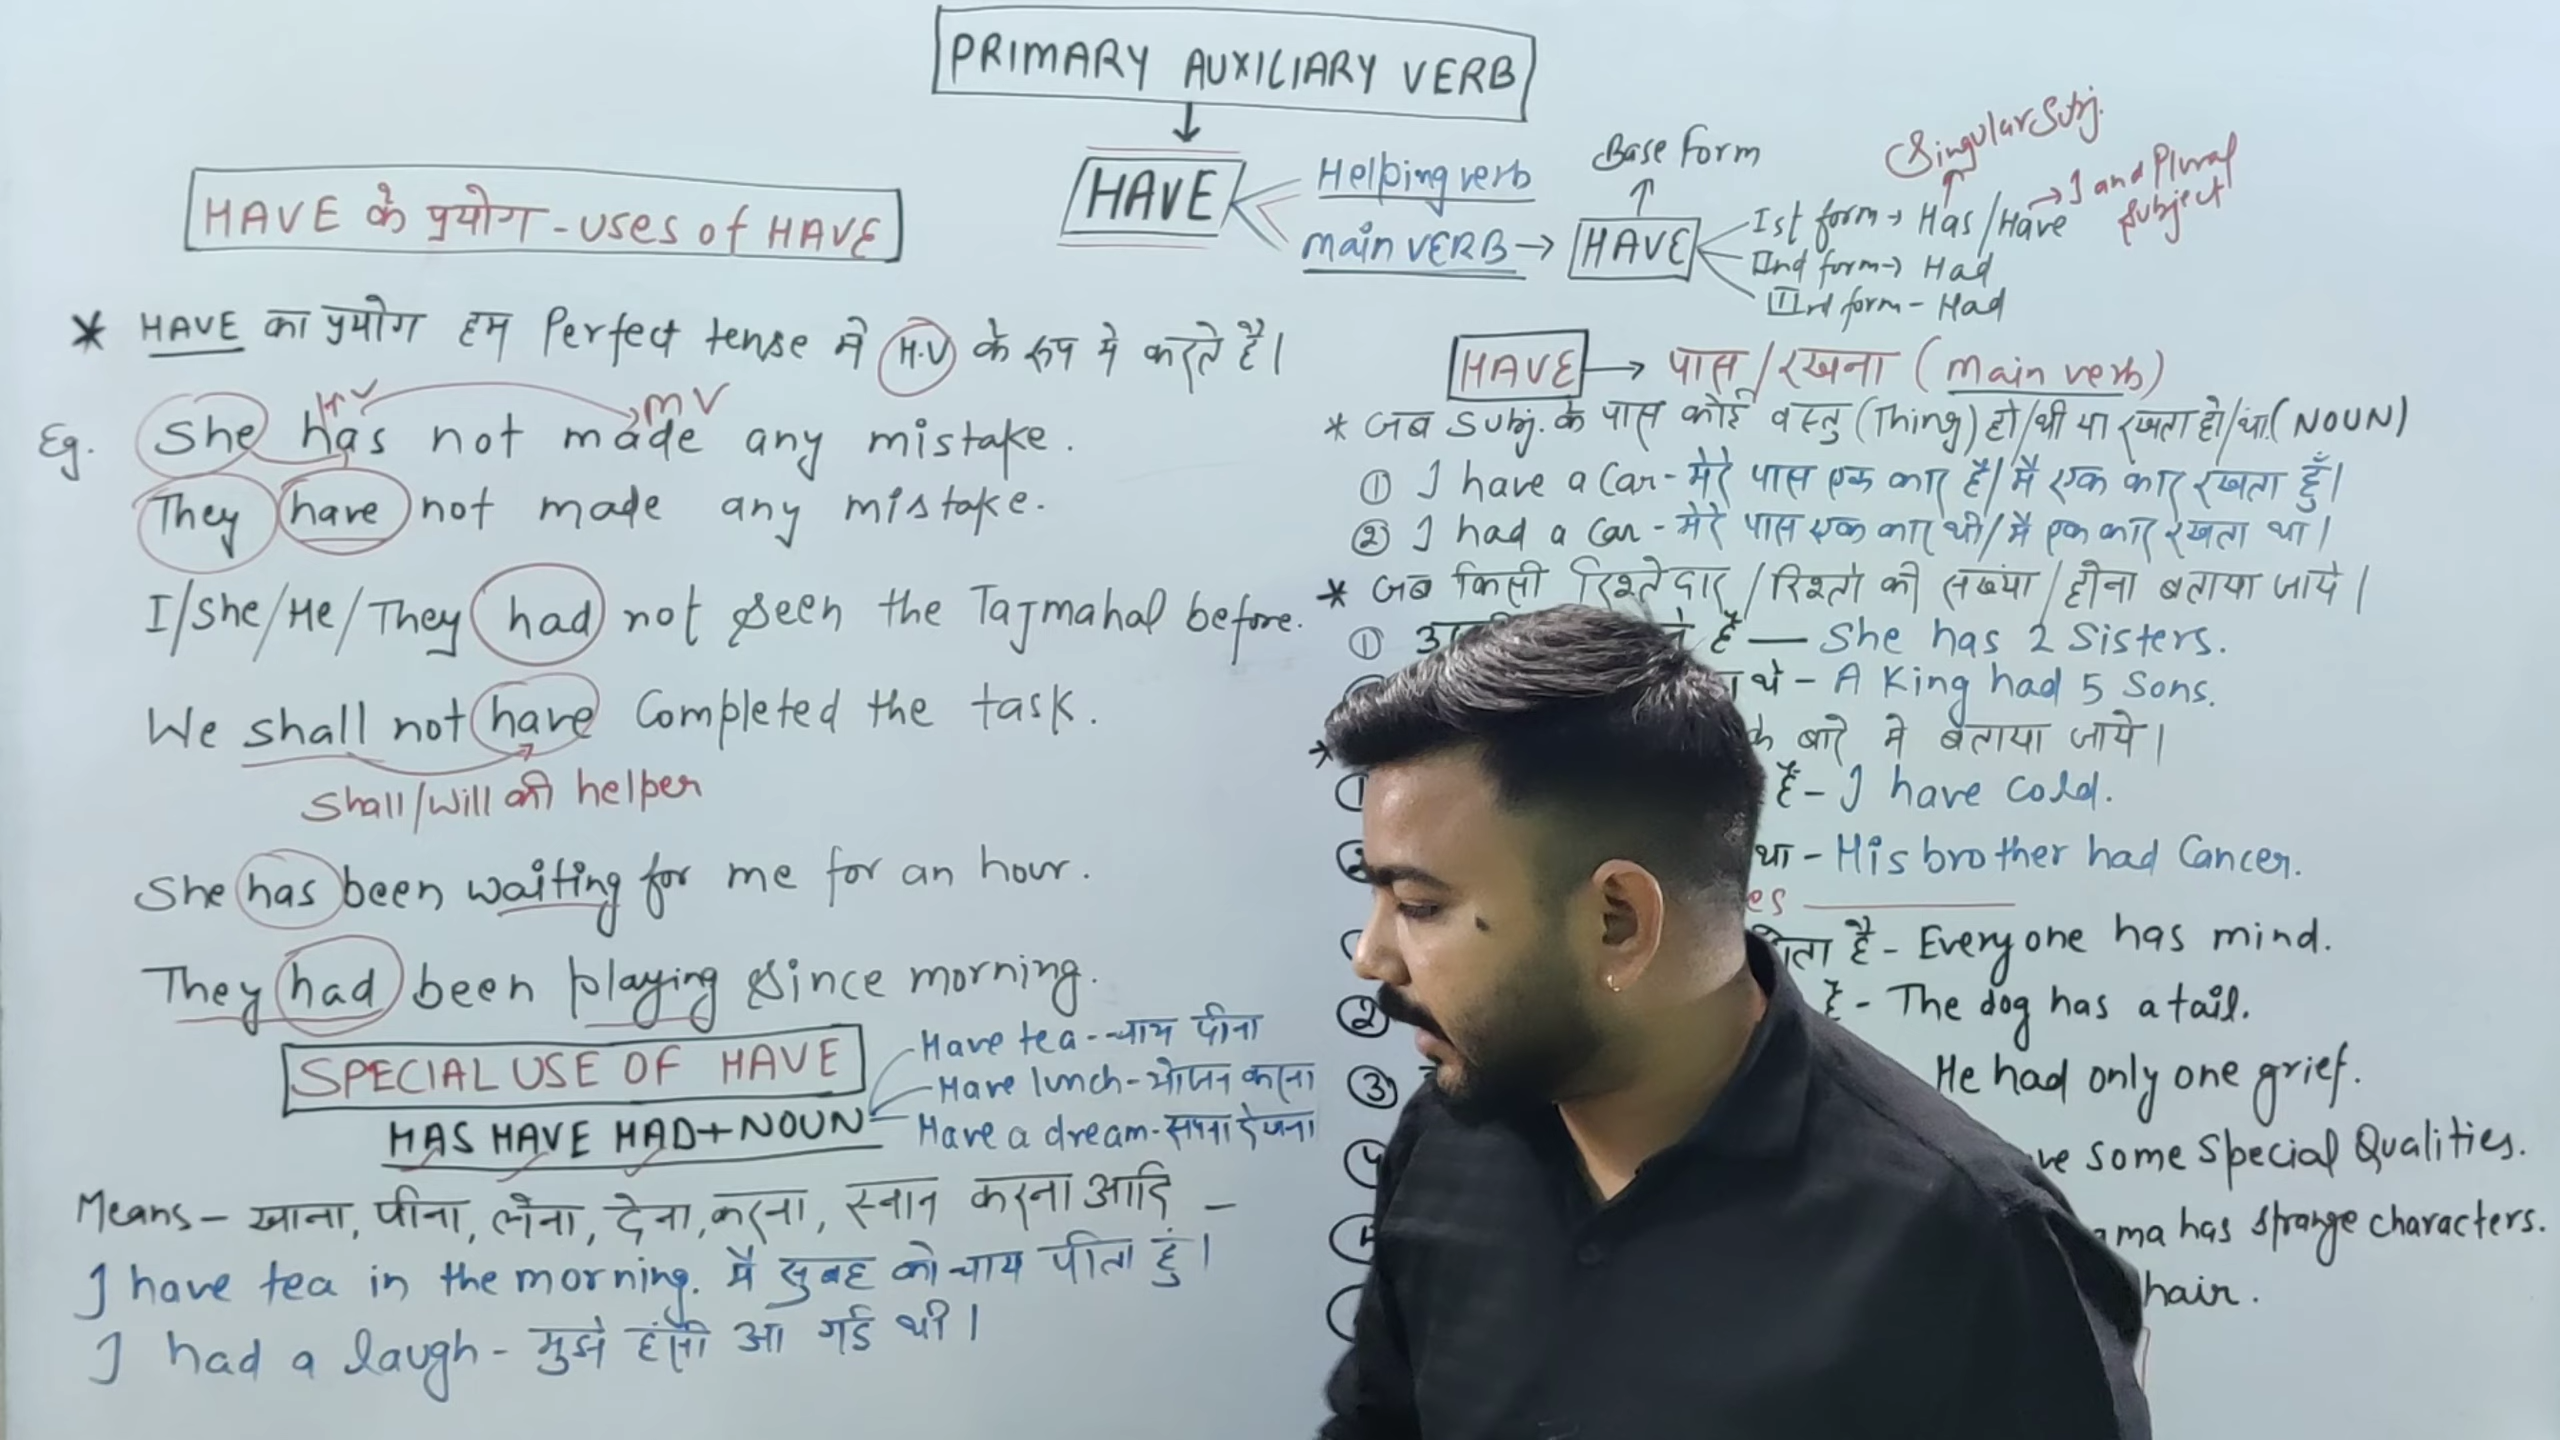 PRIMARY AUXILIARY VERB
HAVE
Helping verb
main VERB → HAVE
Base form
Ist form → Has/Have
Singular Subj.
I and Plural Subject
IInd form → Had
IIIrd form - Had
HAVE के प्रयोग - uses of HAVE
* HAVE का प्रयोग हम Perfect tense मे H.V के रूप मे करते है।
H V
M V
Eg. She has not made any mistake.
They have not made any mistake.
I/She/He/They had not seen the Tajmahal before.
We shall not have completed the task.
Shall/will की helper
She has been waiting for me for an hour.
They had been playing since morning.
SPECIAL USE OF HAVE
HAS HAVE HAD+NOUN
Have tea - चाय पीना
Have lunch - भोजन करना
Have a dream - सपना देखना
Means - खाना, पीना, लेना, देना, करना, स्नान करना आदि -
I have tea in the morning. मै सुबह को चाय पीता हुं।
I had a laugh - मुझे हंसी आ गई थी।
HAVE → पास/रखना (main verb)
* जब Subj. के पास कोई वस्तु (Thing) हो/थी या रखता हो/था (NOUN)
① I have a Car - मेरे पास एक कार है/मै एक कार रखता हूँ।
② I had a Car - मेरे पास एक कार थी/मै एक कार रखता था।
* जब किसी रिश्तेदार/रिश्तो की संख्या/होना बताया जाये।
① है — She has 2 Sisters.
थे - A King had 5 Sons.
* के बारे मे बताया जाये।
है - I have cold.
था - His brother had Cancer.
es
है - Everyone has mind.
② है - The dog has a tail.
③ He had only one grief.
some special Qualities.
has strange characters.
hair.